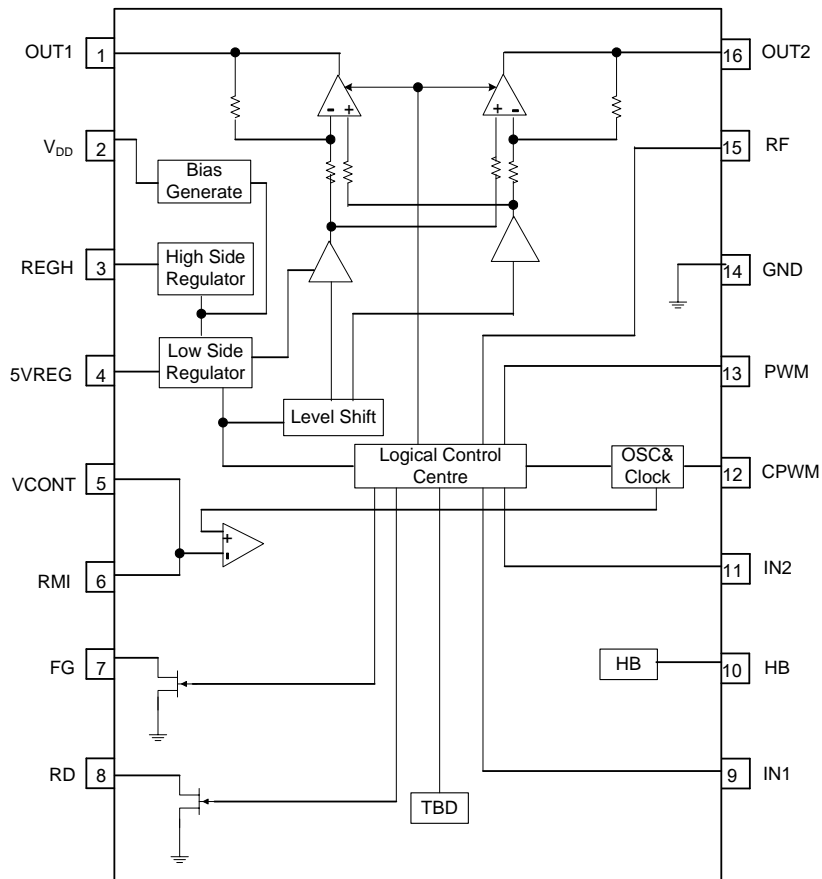 OUT1
1
16
OUT2
- +
+ -
VDD
2
Bias
Generate
15
RF
REGH
3
High Side
Regulator
14
GND
5VREG
4
Low Side
Regulator
13
PWM
Level Shift
VCONT
5
Logical Control
Centre
OSC&
Clock
12
CPWM
+
-
RMI
6
11
IN2
FG
7
HB
10
HB
RD
8
TBD
9
IN1